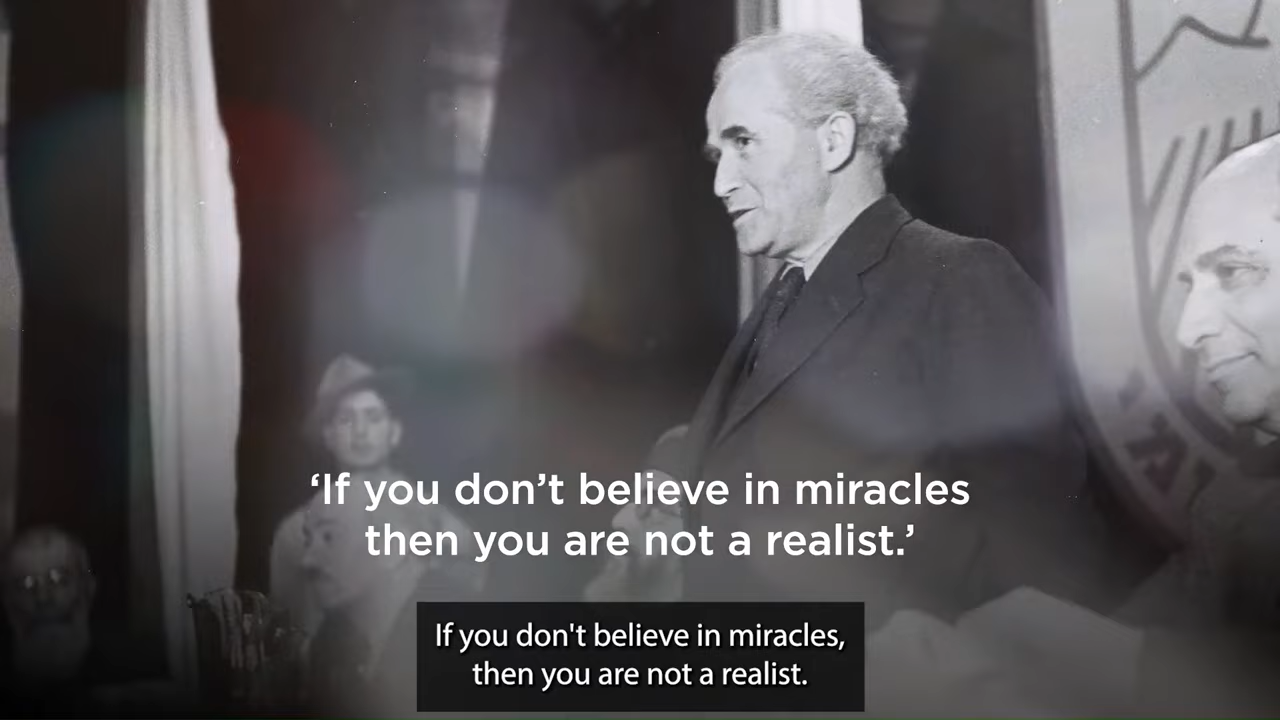 ‘If you don’t believe in miracles
then you are not a realist.’
If you don't believe in miracles,
then you are not a realist.